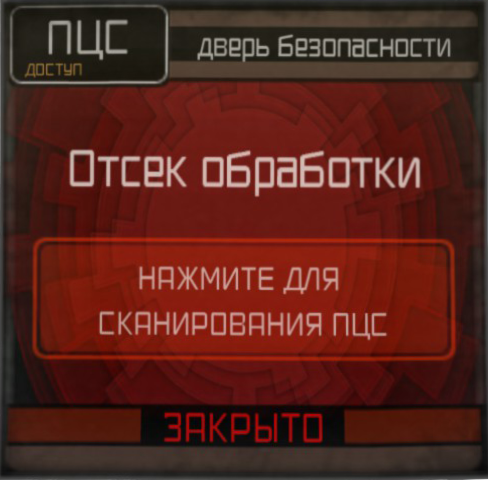 ПЦС
ДОСТУП
дверь безопасности
Отсек обработки
НАЖМИТЕ ДЛЯ
СКАНИРОВАНИЯ ПЦС
ЗАКРЫТО